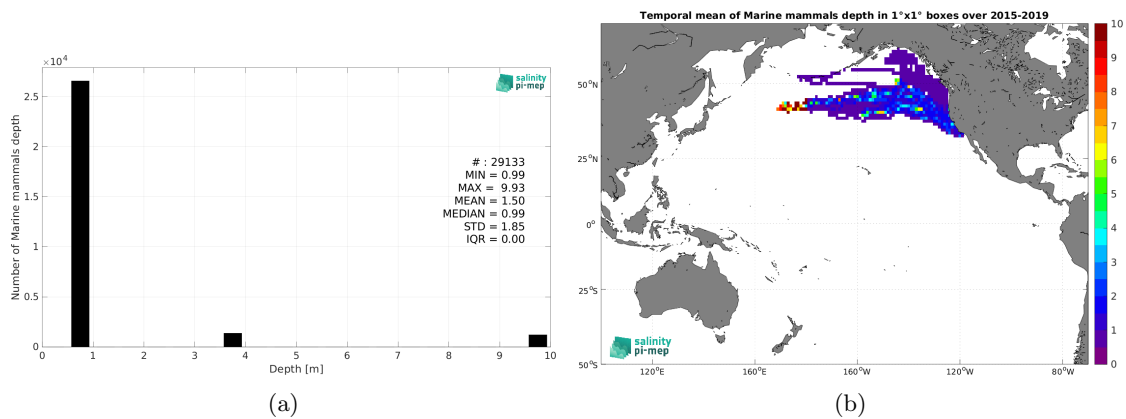 ×10⁴
2.5
2
1.5
1
0.5
0
Number of Marine mammals depth
salinity
pi-mep
# : 29133
MIN = 0.99
MAX = 9.93
MEAN = 1.50
MEDIAN = 0.99
STD = 1.85
IQR = 0.00
0 1 2 3 4 5 6 7 8 9 10
Depth [m]
(a)
Temporal mean of Marine mammals depth in 1°x1° boxes over 2015-2019
50°N
25°N
0°
25°S
50°S
120°E 160°E 160°W 120°W 80°W
salinity
pi-mep
10
9
8
7
6
5
4
3
2
1
0
(b)